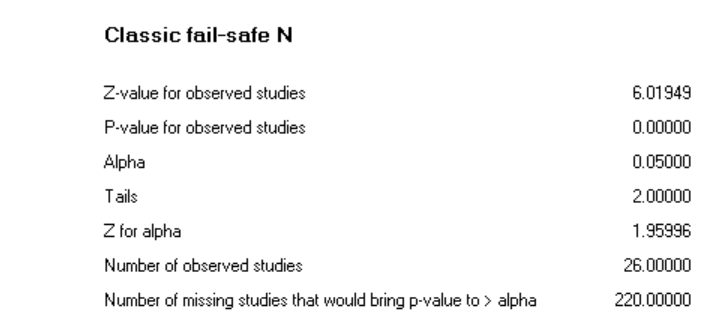 Classic fail-safe N
Z-value for observed studies 6.01949
P-value for observed studies 0.00000
Alpha 0.05000
Tails 2.00000
Z for alpha 1.95996
Number of observed studies 26.00000
Number of missing studies that would bring p-value to > alpha 220.00000